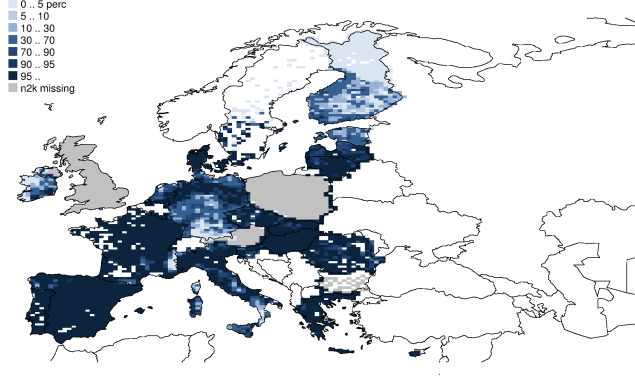 0 .. 5 perc
5 .. 10
10 .. 30
30 .. 70
70 .. 90
90 .. 95
95 ..
n2k missing